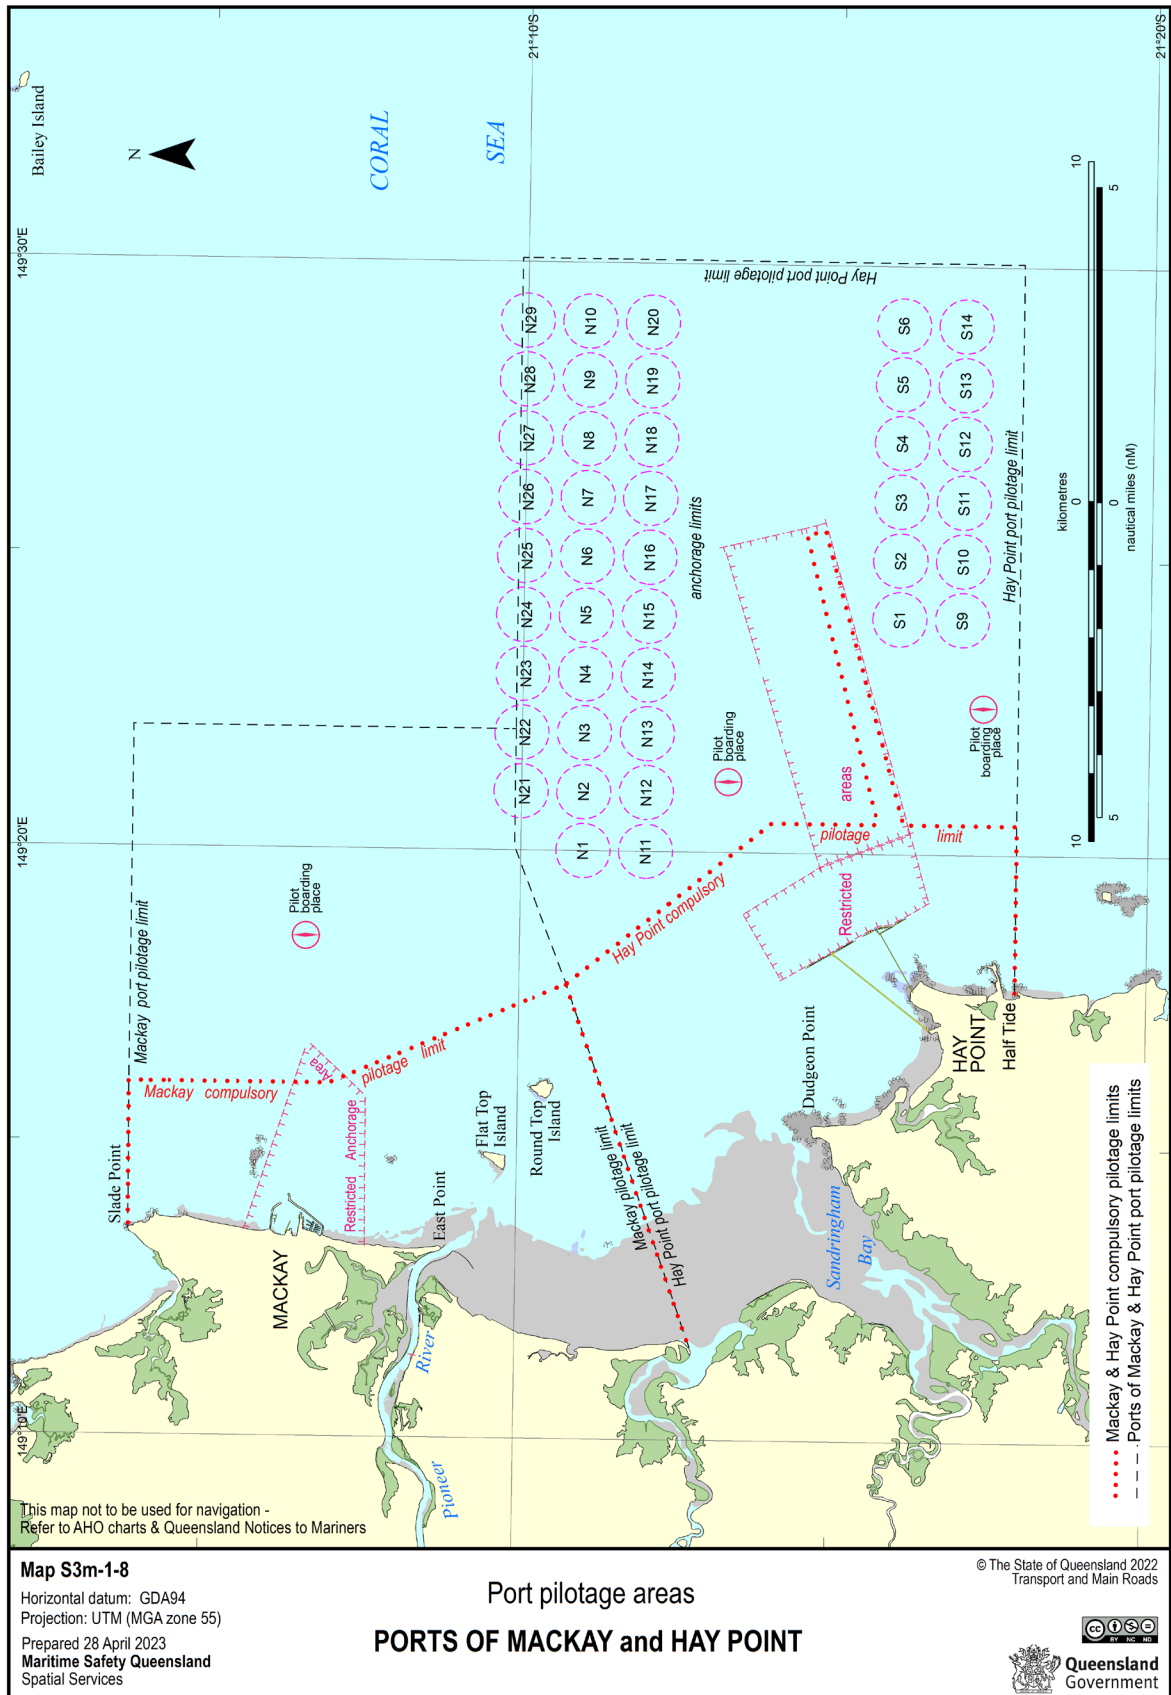 Bailey Island
N
CORAL
SEA
21°10'S
21°20'S
149°30'E
149°20'E
149°10'E
Hay Point port pilotage limit
N29
N28
N27
N26
N25
N24
N23
N22
N21
N10
N9
N8
N7
N6
N5
N4
N3
N2
N1
N20
N19
N18
N17
N16
N15
N14
N13
N12
N11
anchorage limits
S6
S5
S4
S3
S2
S1
S14
S13
S12
S11
S10
S9
Hay Point port pilotage limit
10
kilometres
0
10
5
nautical miles (nM)
0
5
Pilot
boarding
place
Pilot
boarding
place
Pilot
boarding
place
Mackay port pilotage limit
Mackay compulsory
pilotage limit
Hay Point compulsory
pilotage
limit
Restricted
areas
Restricted Anchorage
Area
Slade Point
MACKAY
East Point
Flat Top
Island
Round Top
Island
Mackay pilotage limit
Hay Point port pilotage limit
Dudgeon Point
HAY
POINT
Half Tide
Sandringham
Bay
Pioneer
River
Mackay & Hay Point compulsory pilotage limits
Ports of Mackay & Hay Point port pilotage limits
This map not to be used for navigation -
Refer to AHO charts & Queensland Notices to Mariners
Map S3m-1-8
Horizontal datum: GDA94
Projection: UTM (MGA zone 55)
Prepared 28 April 2023
Maritime Safety Queensland
Spatial Services
Port pilotage areas
PORTS OF MACKAY and HAY POINT
© The State of Queensland 2022
Transport and Main Roads
cc
BY NC ND
Queensland
Government